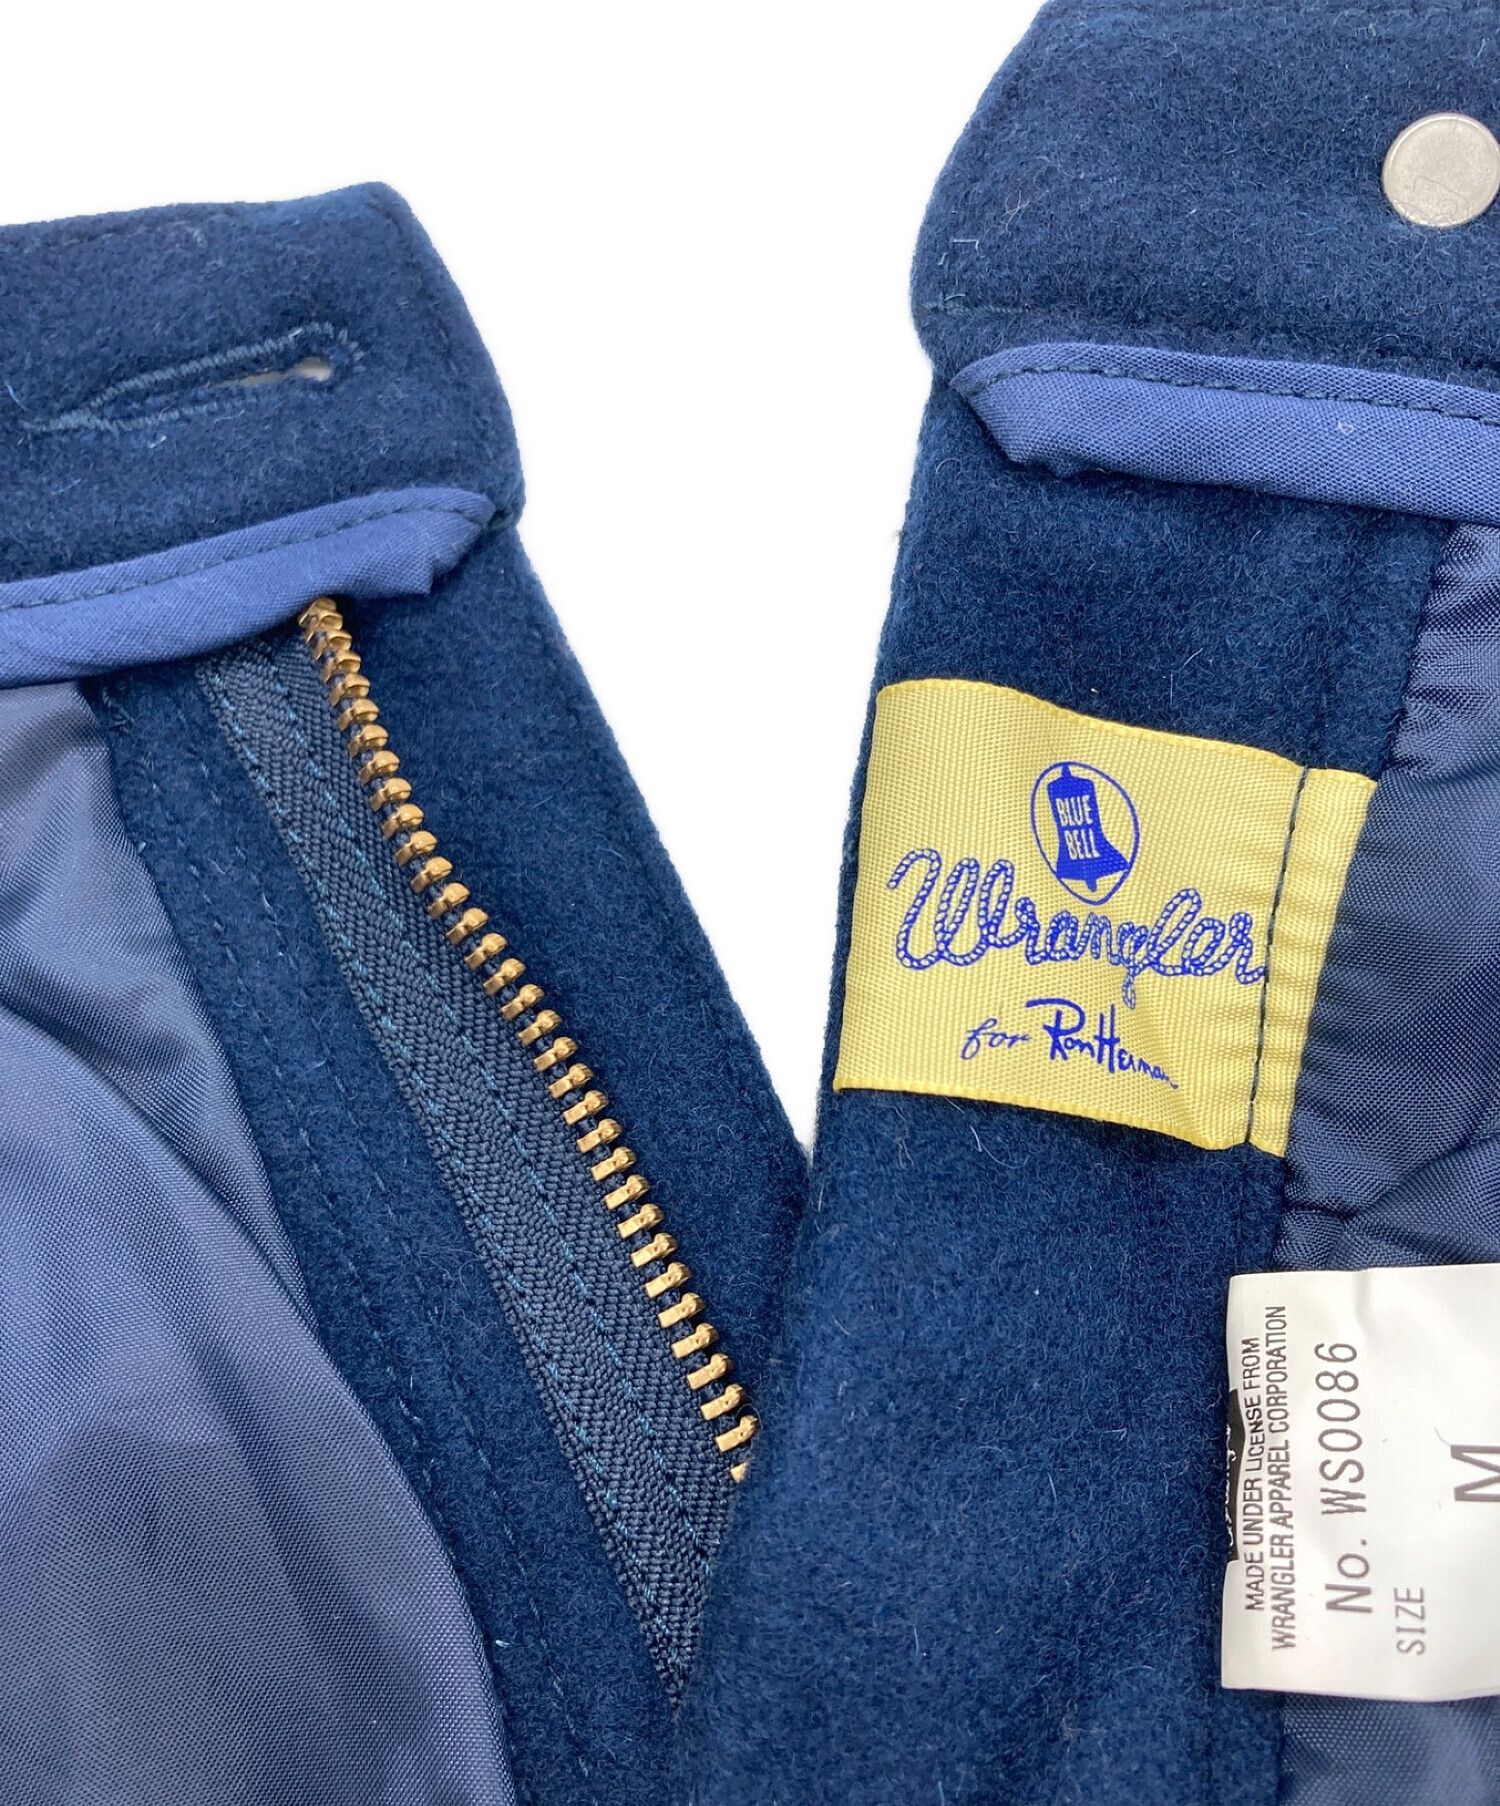 BLUE
BELL
Wrangler
for Ron Herman
MADE UNDER LICENSE FROM
WRANGLER APPAREL CORPORATION
No. WS0086
SIZE
M